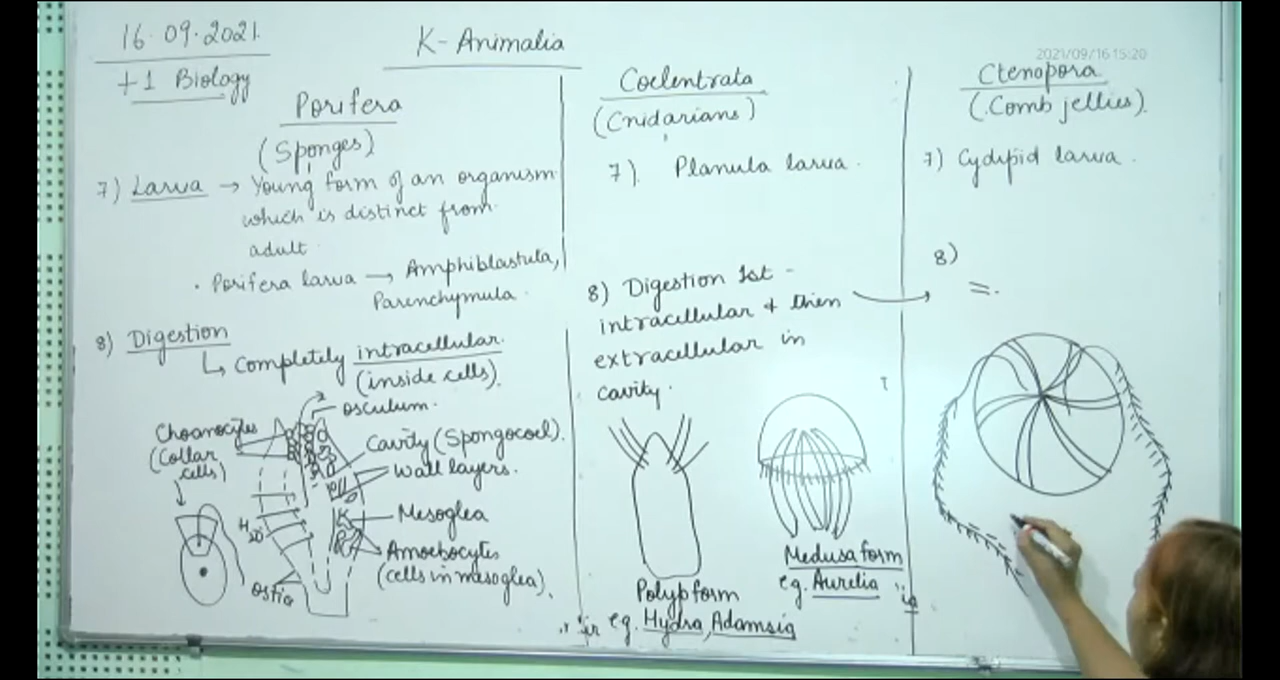 16.09.2021
+1 Biology
K-Animalia
2021/09/16 15:20
Porifera
(Sponges)
7) Larva → Young form of an organism
which is distinct from
adult
. Porifera larva → Amphiblastula,
Parenchymula.
8) Digestion
↳ Completely intracellular.
(inside cells).
osculum.
Choanocytes
(Collar
cells)
Cavity (Spongocoel).
Wall layers.
Mesoglea
Amoebocytes
(cells in mesoglea).
H2O
Ostia
Coelentrata
(Cnidarians)
7). Planula larva.
8) Digestion 1st -
intracellular & then
extracellular in
cavity.
Polypform
eg. Hydra, Adamsia
Medusa form
eg. Aurelia
Ctenopora
(Comb jellies).
7) Cydipid larva.
8)
=.